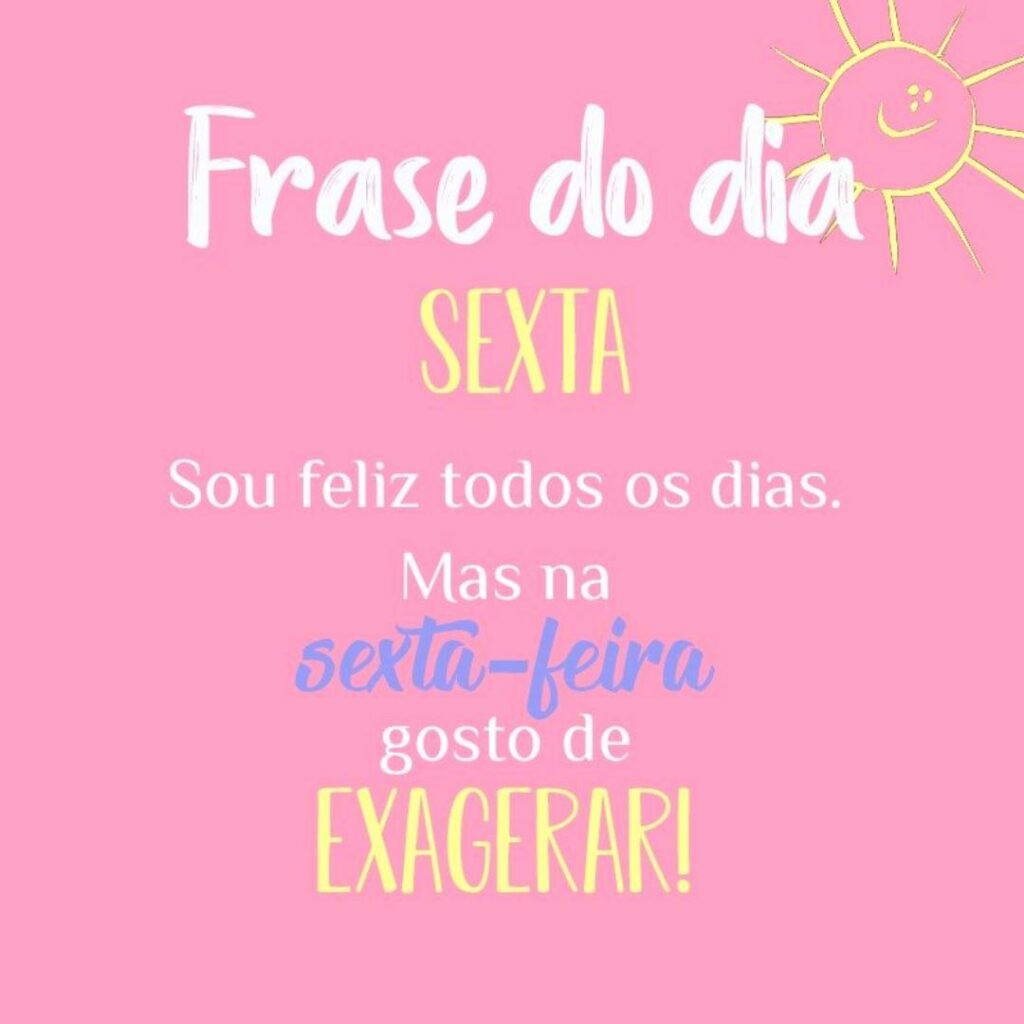 Frase do dia
SEXTA
Sou feliz todos os dias.
Mas na
sexta-feira
gosto de
EXAGERAR!